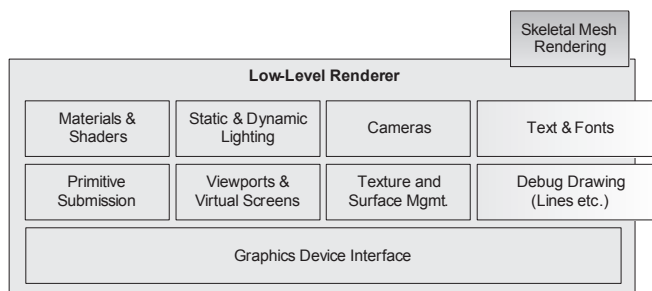 Skeletal Mesh
Rendering
Low-Level Renderer
Materials &
Shaders
Static & Dynamic
Lighting
Cameras
Text & Fonts
Primitive
Submission
Viewports &
Virtual Screens
Texture and
Surface Mgmt.
Debug Drawing
(Lines etc.)
Graphics Device Interface